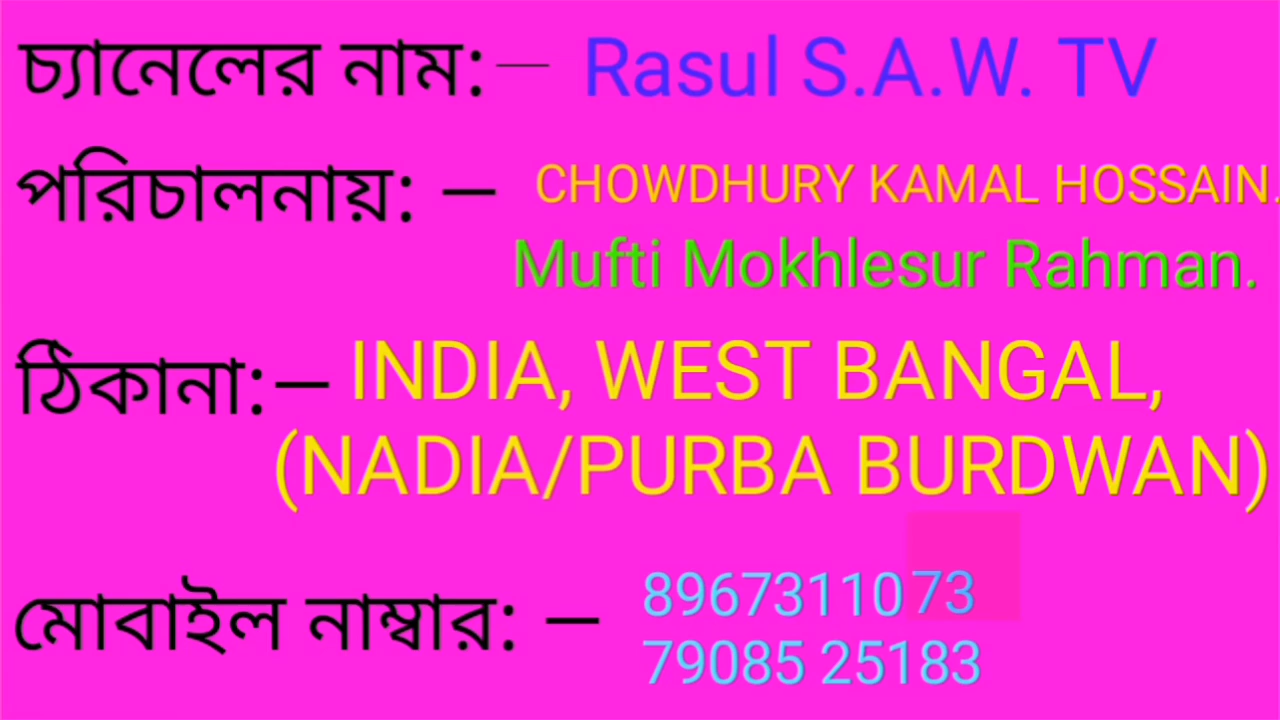 চ্যানেলের নাম:— Rasul S.A.W. TV
পরিচালনায়: — CHOWDHURY KAMAL HOSSAIN.
Mufti Mokhlesur Rahman.
ঠিকানা:— INDIA, WEST BANGAL,
(NADIA/PURBA BURDWAN)
মোবাইল নাম্বার: —8967311073
79085 25183